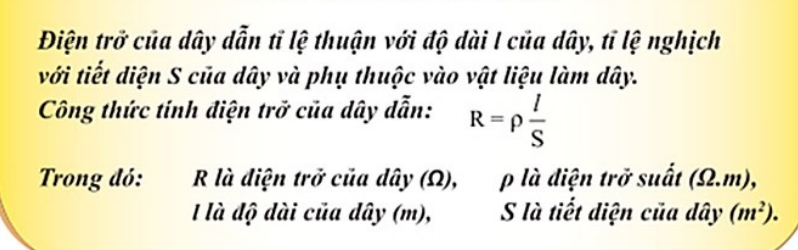 Điện trở của dây dẫn tỉ lệ thuận với độ dài l của dây, tỉ lệ nghịch
với tiết diện S của dây và phụ thuộc vào vật liệu làm dây.
Công thức tính điện trở của dây dẫn: R = ρ l/S
Trong đó: R là điện trở của dây (Ω), ρ là điện trở suất (Ω.m),
l là độ dài của dây (m), S là tiết diện của dây (m²).